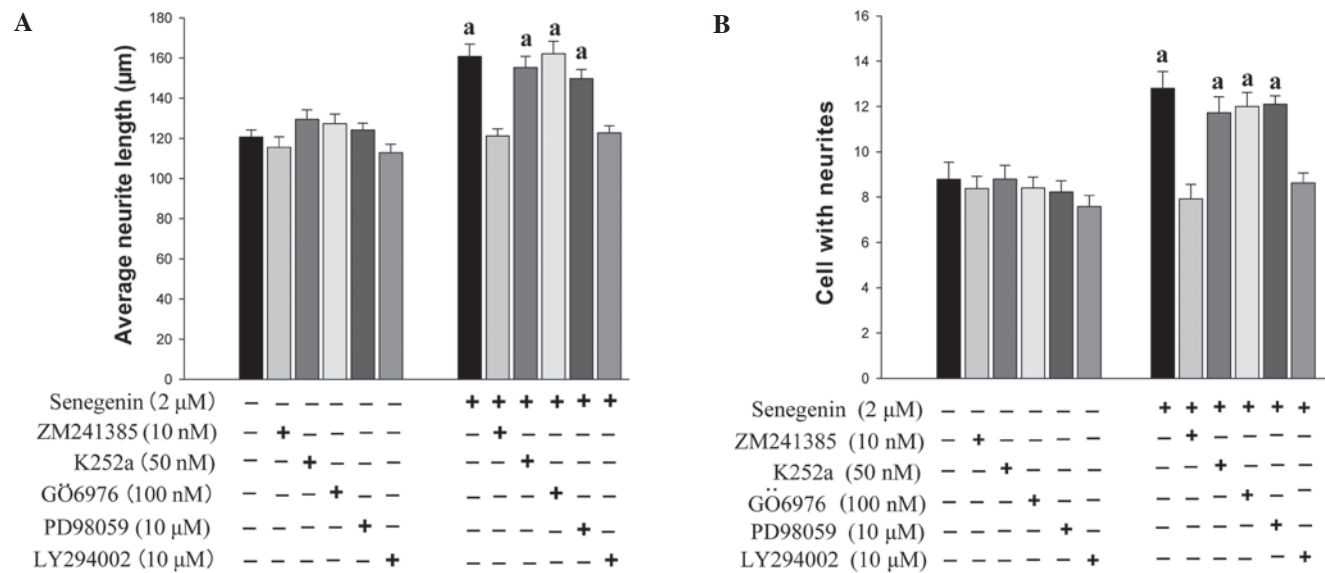 A
Average neurite length (µm)
180
160
140
120
100
80
60
40
20
0
a a a a
Senegenin (2 µM) – – – – – – + + + + + +
ZM241385 (10 nM) – + – – – – – + – – – –
K252a (50 nM) – – + – – – – – + – – –
GÖ6976 (100 nM) – – – + – – – – – + – –
PD98059 (10 µM) – – – – + – – – – – + –
LY294002 (10 µM) – – – – – + – – – – – +
B
Cell with neurites
16
14
12
10
8
6
4
2
0
a a a a
Senegenin (2 µM) – – – – – – + + + + + +
ZM241385 (10 nM) – + – – – – – + – – – –
K252a (50 nM) – – + – – – – – + – – –
GÖ6976 (100 nM) – – – + – – – – – + – –
PD98059 (10 µM) – – – – + – – – – – + –
LY294002 (10 µM) – – – – – + – – – – – +